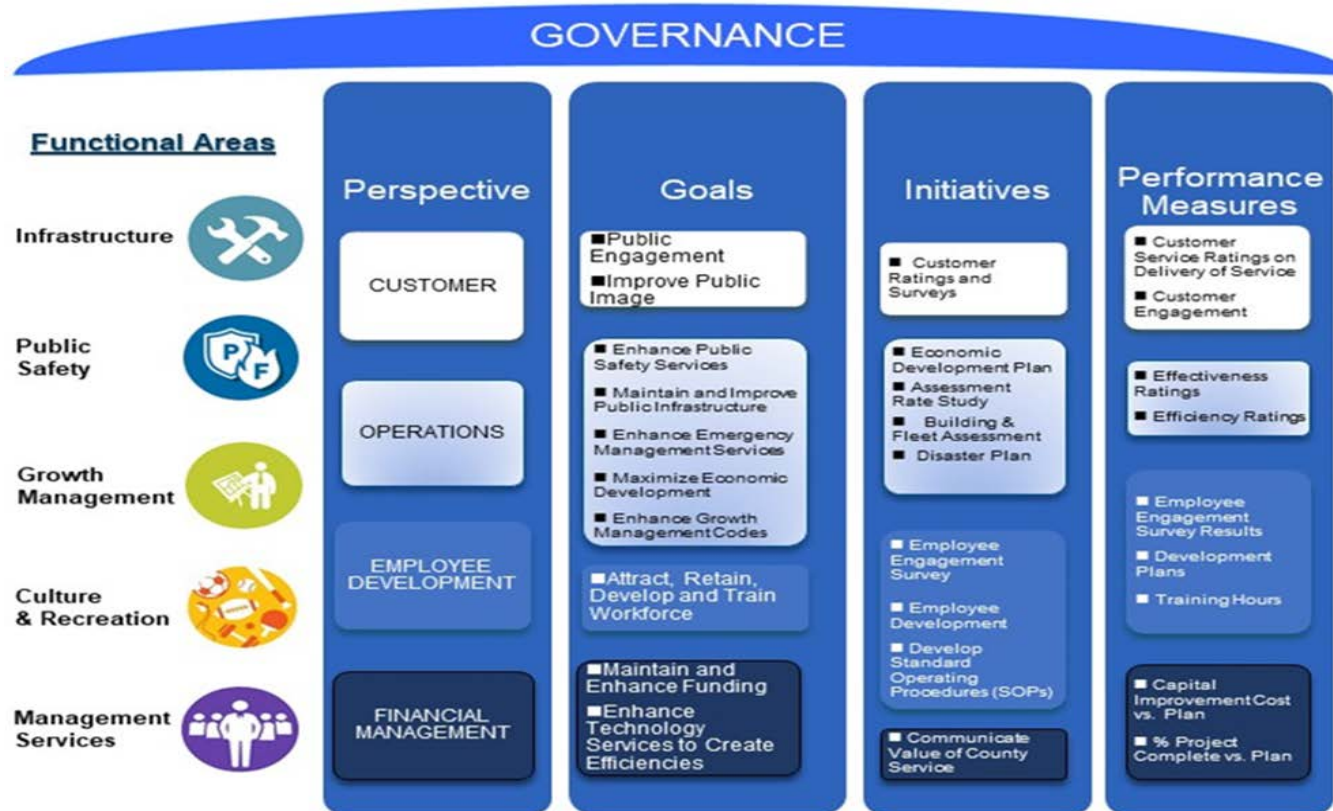 GOVERNANCE
Functional Areas
Infrastructure
Public
Safety
P
F
Growth
Management
Culture
& Recreation
Management
Services
Perspective
CUSTOMER
OPERATIONS
EMPLOYEE
DEVELOPMENT
FINANCIAL
MANAGEMENT
Goals
■Public
Engagement
■Improve Public
Image
■ Enhance Public
Safety Services
■ Maintain and Improve
Public Infrastructure
■ Enhance Emergency
Management Services
■ Maximize Economic
Development
■ Enhance Growth
Management Codes
■Attract, Retain,
Develop and Train
Workforce
■Maintain and
Enhance Funding
■Enhance
Technology
Services to Create
Efficiencies
Initiatives
■ Customer
Ratings and
Surveys
■ Economic
Development Plan
■ Assessment
Rate Study
■ Building &
Fleet Assessment
■ Disaster Plan
■ Employee
Engagement
Survey
■ Employee
Development
■ Develop
Standard
Operating
Procedures (SOPs)
■ Communicate
Value of County
Service
Performance
Measures
■ Customer
Service Ratings on
Delivery of Service
■ Customer
Engagement
■ Effectiveness
Ratings
■ Efficiency Ratings
■ Employee
Engagement
Survey Results
■ Development
Plans
■ Training Hours
■ Capital
Improvement Cost
vs. Plan
■ % Project
Complete vs. Plan